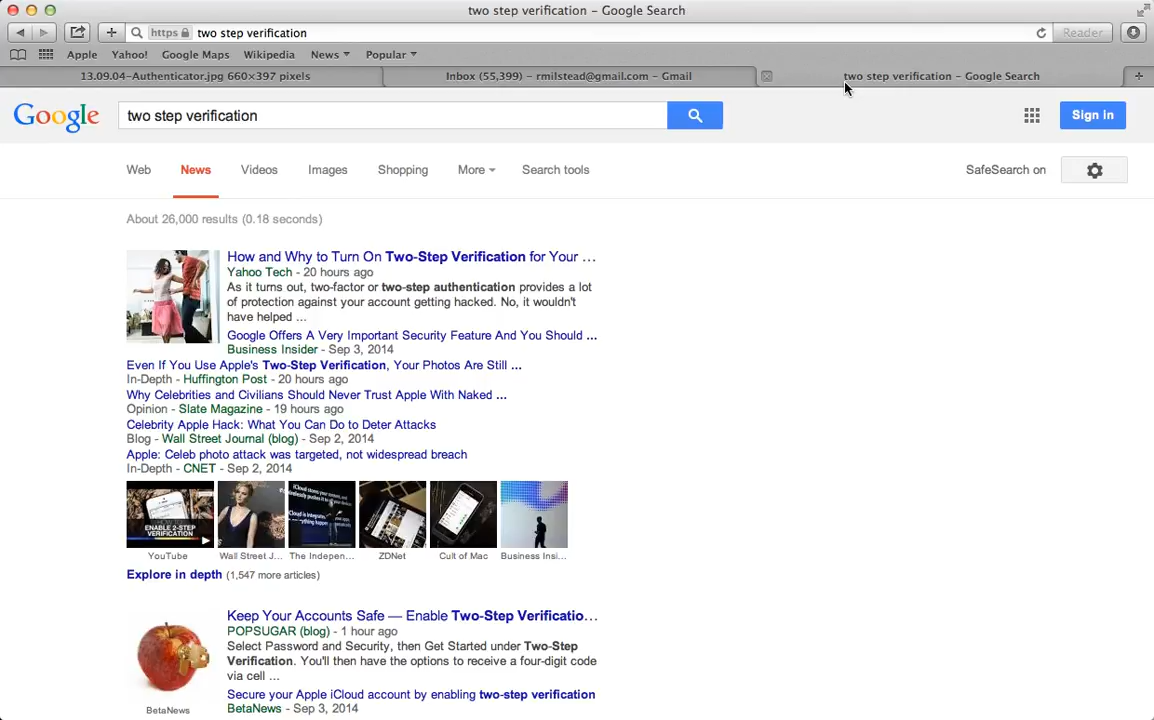 two step verification – Google Search
https two step verification Reader
Apple Yahoo! Google Maps Wikipedia News Popular
13.09.04-Authenticator.jpg 660×397 pixels Inbox (55,399) – rmilstead@gmail.com – Gmail two step verification – Google Search
Google two step verification Sign in
Web News Videos Images Shopping More Search tools SafeSearch on
About 26,000 results (0.18 seconds)
How and Why to Turn On Two-Step Verification for Your ...
Yahoo Tech - 20 hours ago
As it turns out, two-factor or two-step authentication provides a lot
of protection against your account getting hacked. No, it wouldn't
have helped ...
Google Offers A Very Important Security Feature And You Should ...
Business Insider - Sep 3, 2014
Even If You Use Apple's Two-Step Verification, Your Photos Are Still ...
In-Depth - Huffington Post - 20 hours ago
Why Celebrities and Civilians Should Never Trust Apple With Naked ...
Opinion - Slate Magazine - 19 hours ago
Celebrity Apple Hack: What You Can Do to Deter Attacks
Blog - Wall Street Journal (blog) - Sep 2, 2014
Apple: Celeb photo attack was targeted, not widespread breach
In-Depth - CNET - Sep 2, 2014
ENABLE 2-STEP
VERIFICATION
YouTube Wall Street J... The Indepen... ZDNet Cult of Mac Business Insi...
Explore in depth (1,547 more articles)
Keep Your Accounts Safe — Enable Two-Step Verificatio...
POPSUGAR (blog) - 1 hour ago
Select Password and Security, then Get Started under Two-Step
Verification. You'll then have the options to receive a four-digit code
via cell ...
Secure your Apple iCloud account by enabling two-step verification
BetaNews - Sep 3, 2014
BetaNews